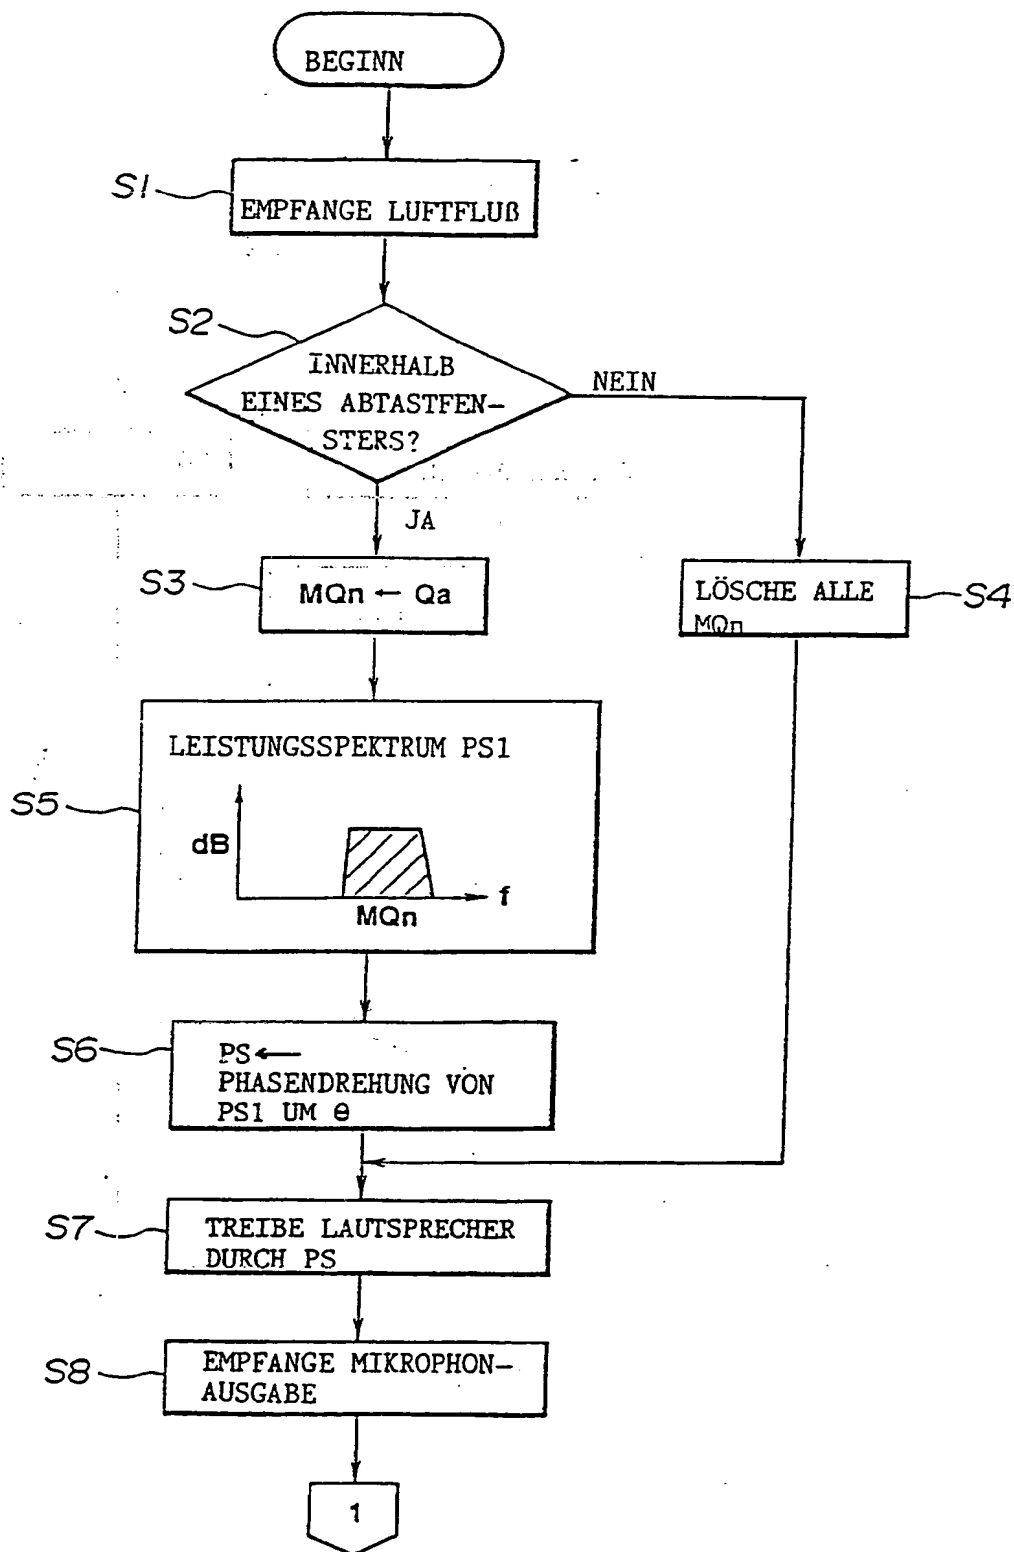 BEGINN
S1
EMPFANGE LUFTFLUß
S2
INNERHALB
EINES ABTASTFEN-
STERS?
NEIN
JA
S3
MQn ← Qa
LÖSCHE ALLE
MQn
S4
LEISTUNGSSPEKTRUM PS1
S5
dB
f
MQn
S6
PS ←
PHASENDREHUNG VON
PS1 UM θ
S7
TREIBE LAUTSPRECHER
DURCH PS
S8
EMPFANGE MIKROPHON-
AUSGABE
1